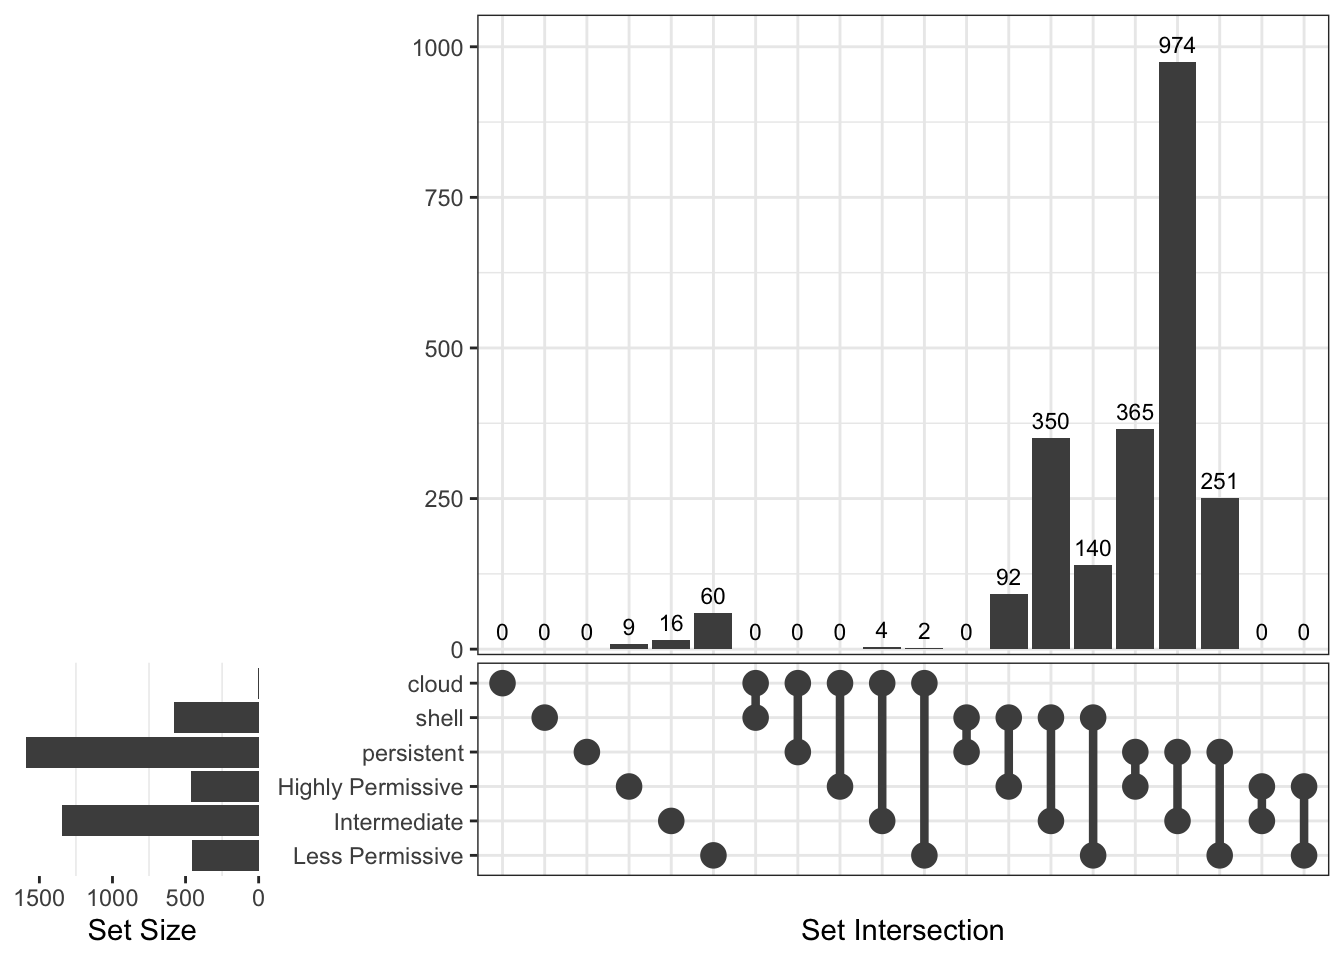 1000
750
500
250
0
0 0 0 9 16 60 0 0 0 4 2 0 92 350 140 365 974 251 0 0
cloud
shell
persistent
Highly Permissive
Intermediate
Less Permissive
1500 1000 500 0
Set Size
Set Intersection